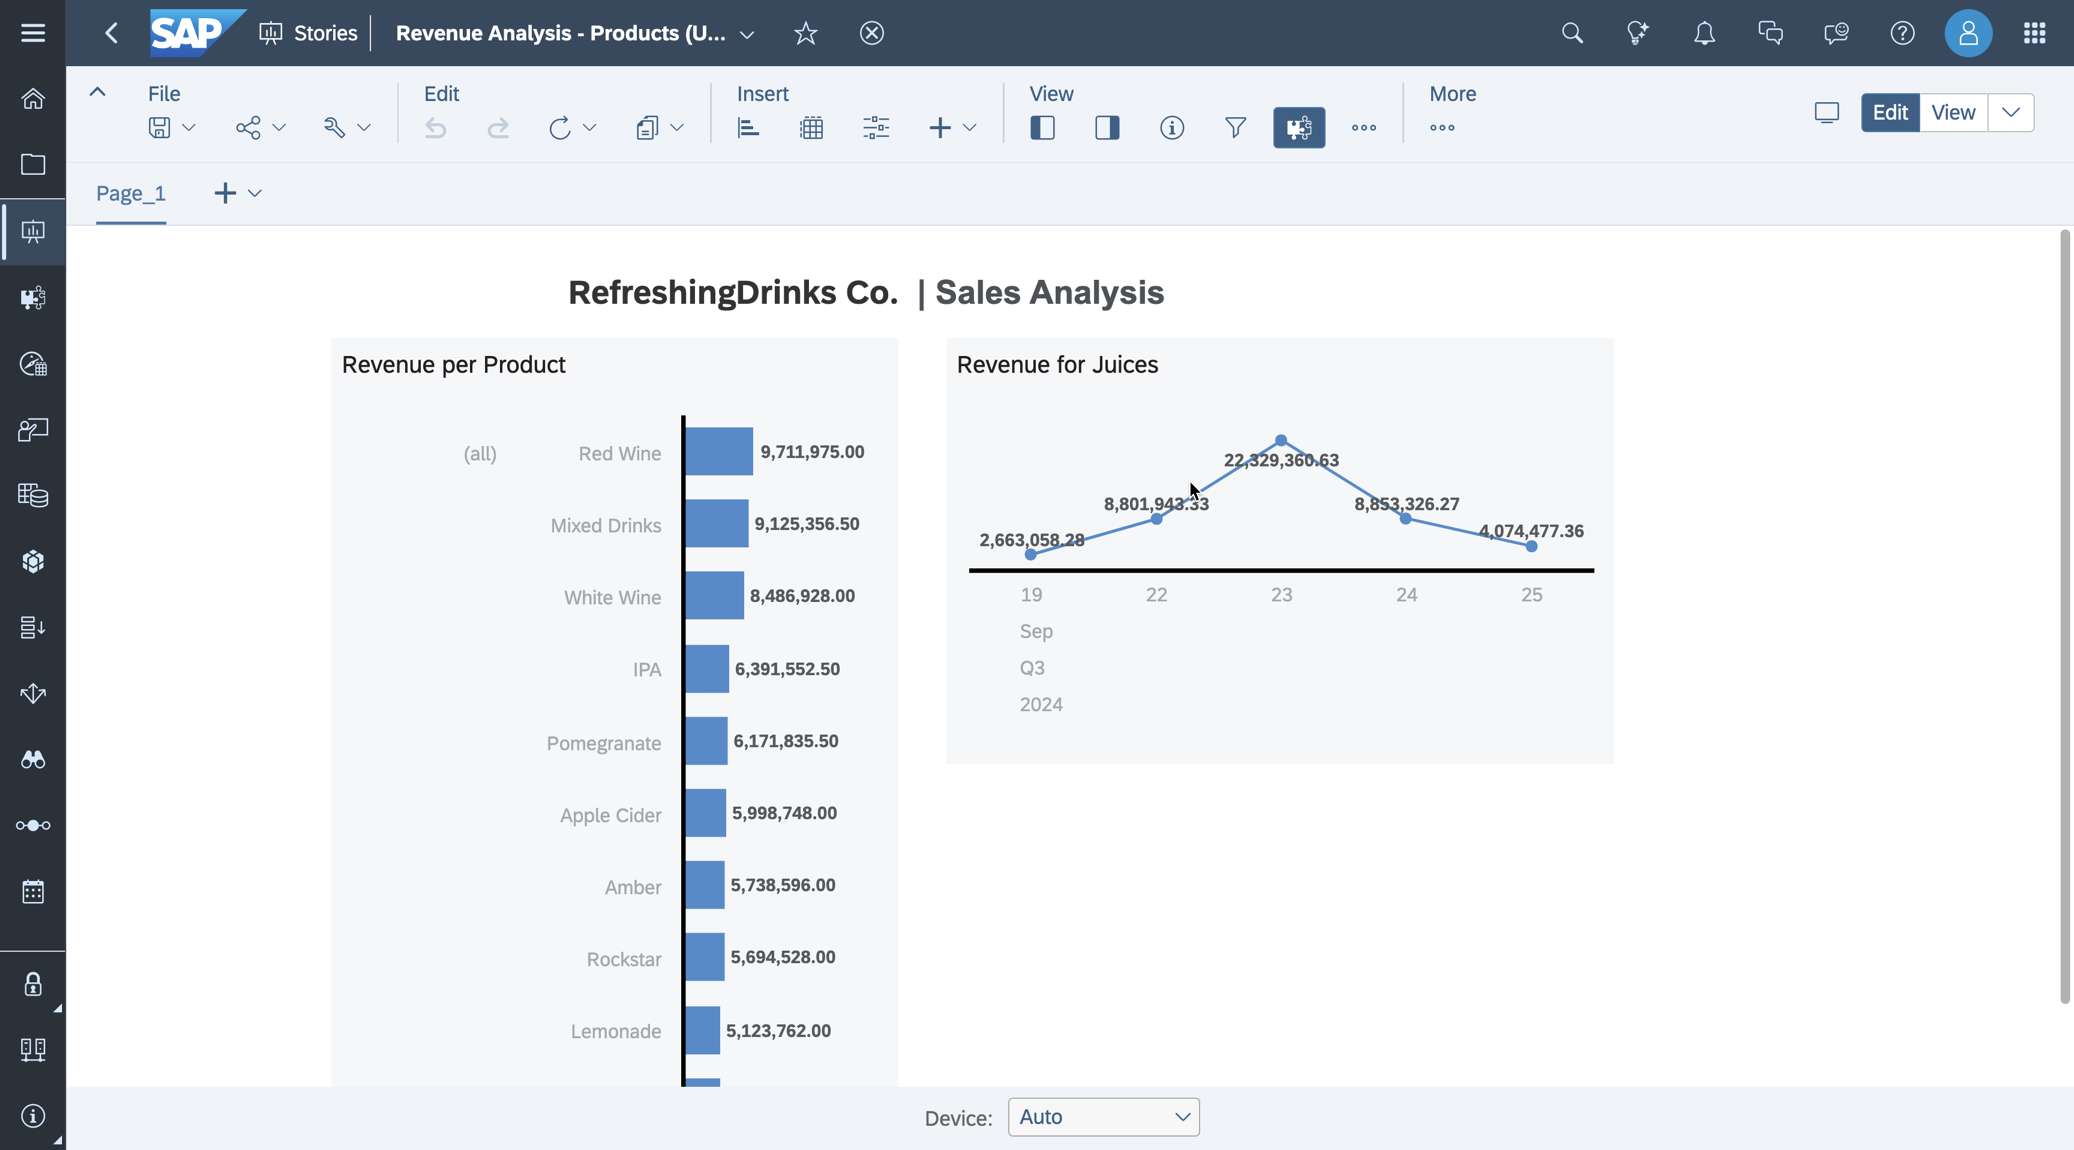 SAP
Stories
Revenue Analysis - Products (U...
File
Edit
Insert
View
More
Edit
View
Page_1
RefreshingDrinks Co. | Sales Analysis
Revenue per Product
(all)
Red Wine
9,711,975.00
Mixed Drinks
9,125,356.50
White Wine
8,486,928.00
IPA
6,391,552.50
Pomegranate
6,171,835.50
Apple Cider
5,998,748.00
Amber
5,738,596.00
Rockstar
5,694,528.00
Lemonade
5,123,762.00
Revenue for Juices
2,663,058.28
8,801,943.33
22,329,360.63
8,853,326.27
4,074,477.36
19 22 23 24 25
Sep
Q3
2024
Device: Auto